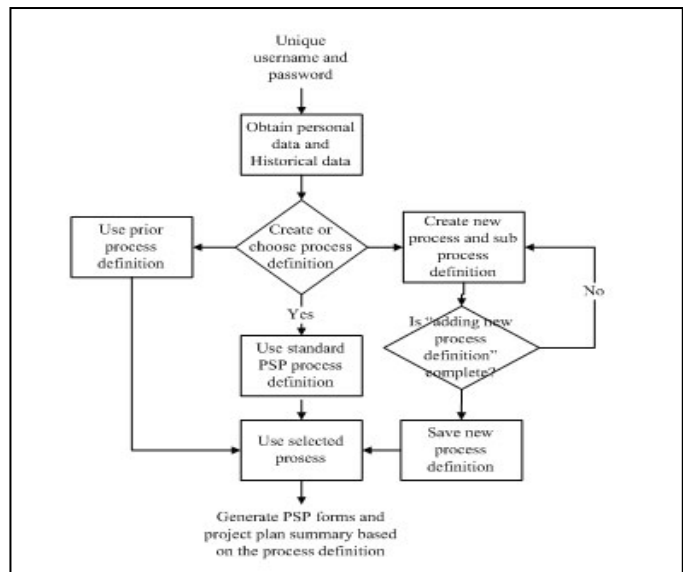 Unique
username and
password
Obtain personal
data and
Historical data
Use prior
process
definition
Create or
choose process
definition
Create new
process and sub
process
definition
No
Yes
Is “adding new
process
definition”
complete?
Use standard
PSP process
definition
Use selected
prosess
Save new
process
definition
Generate PSP forms and
project plan summary based
on the process definition